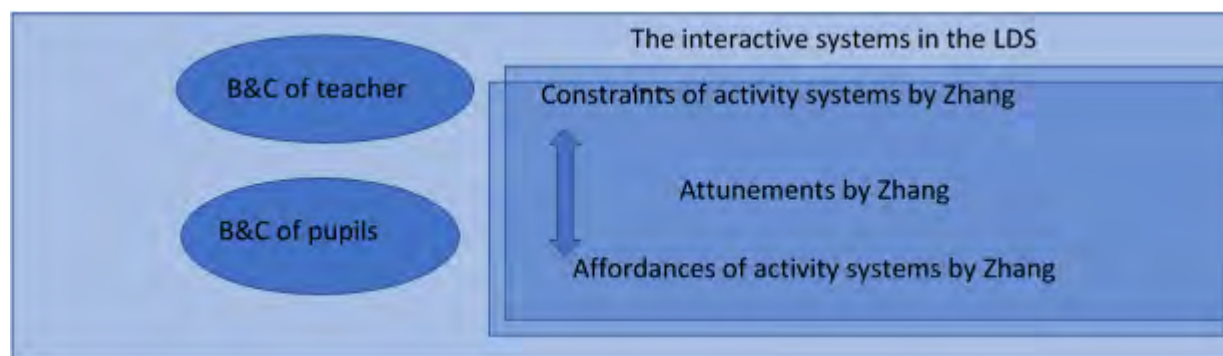 The interactive systems in the LDS
B&C of teacher
Constraints of activity systems by Zhang
Attunements by Zhang
B&C of pupils
Affordances of activity systems by Zhang